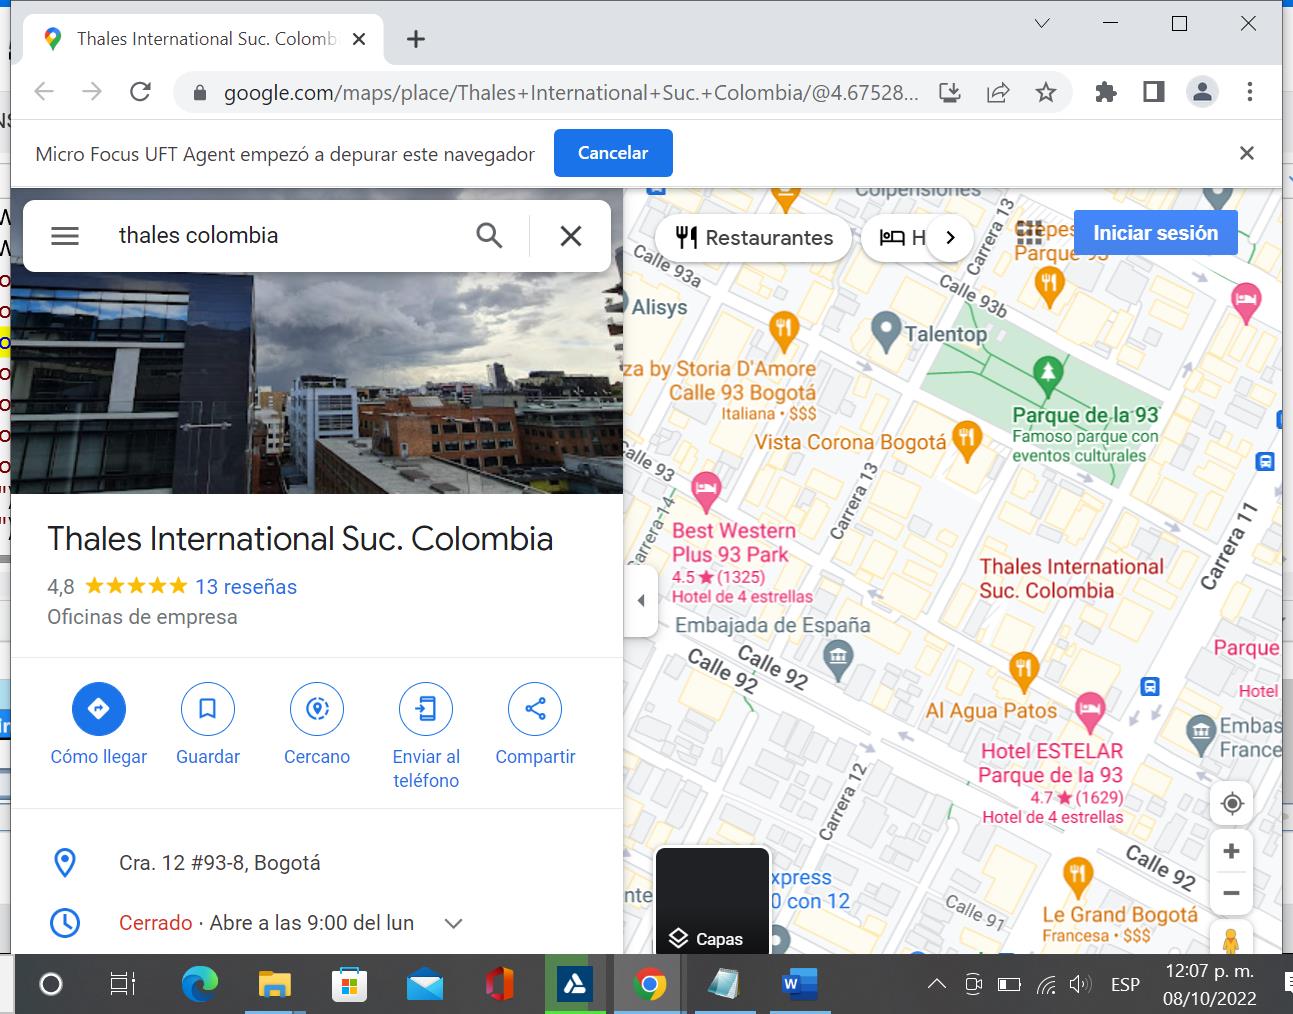 Thales International Suc. Colomb
google.com/maps/place/Thales+International+Suc.+Colombia/@4.67528...
Micro Focus UFT Agent empezó a depurar este navegador
Cancelar
thales colombia
Thales International Suc. Colombia
4,8
13 reseñas
Oficinas de empresa
Cómo llegar
Guardar
Cercano
Enviar al
teléfono
Compartir
Cra. 12 #93-8, Bogotá
Cerrado · Abre a las 9:00 del lun
Colpensiones
Restaurantes
H
Iniciar sesión
Carrera 13
Calle 93a
Calle 93b
Parque 93
Alisys
Talentop
za by Storia D'Amore
Calle 93 Bogotá
Italiana • $$$
Parque de la 93
Famoso parque con
eventos culturales
Vista Corona Bogotá
Calle 93
Carrera 13
Carrera 14
Carrera 11
Best Western
Plus 93 Park
4.5★(1325)
Hotel de 4 estrellas
Thales International
Suc. Colombia
Embajada de España
Calle 92
Calle 92
Parque
Hotel
Al Agua Patos
Embas
France
Hotel ESTELAR
Parque de la 93
4.7★(1629)
Hotel de 4 estrellas
Carrera 12
Calle 92
xpress
0 con 12
nte
Calle 91
Le Grand Bogotá
Francesa • $$$
Capas
ESP
12:07 p. m.
08/10/2022